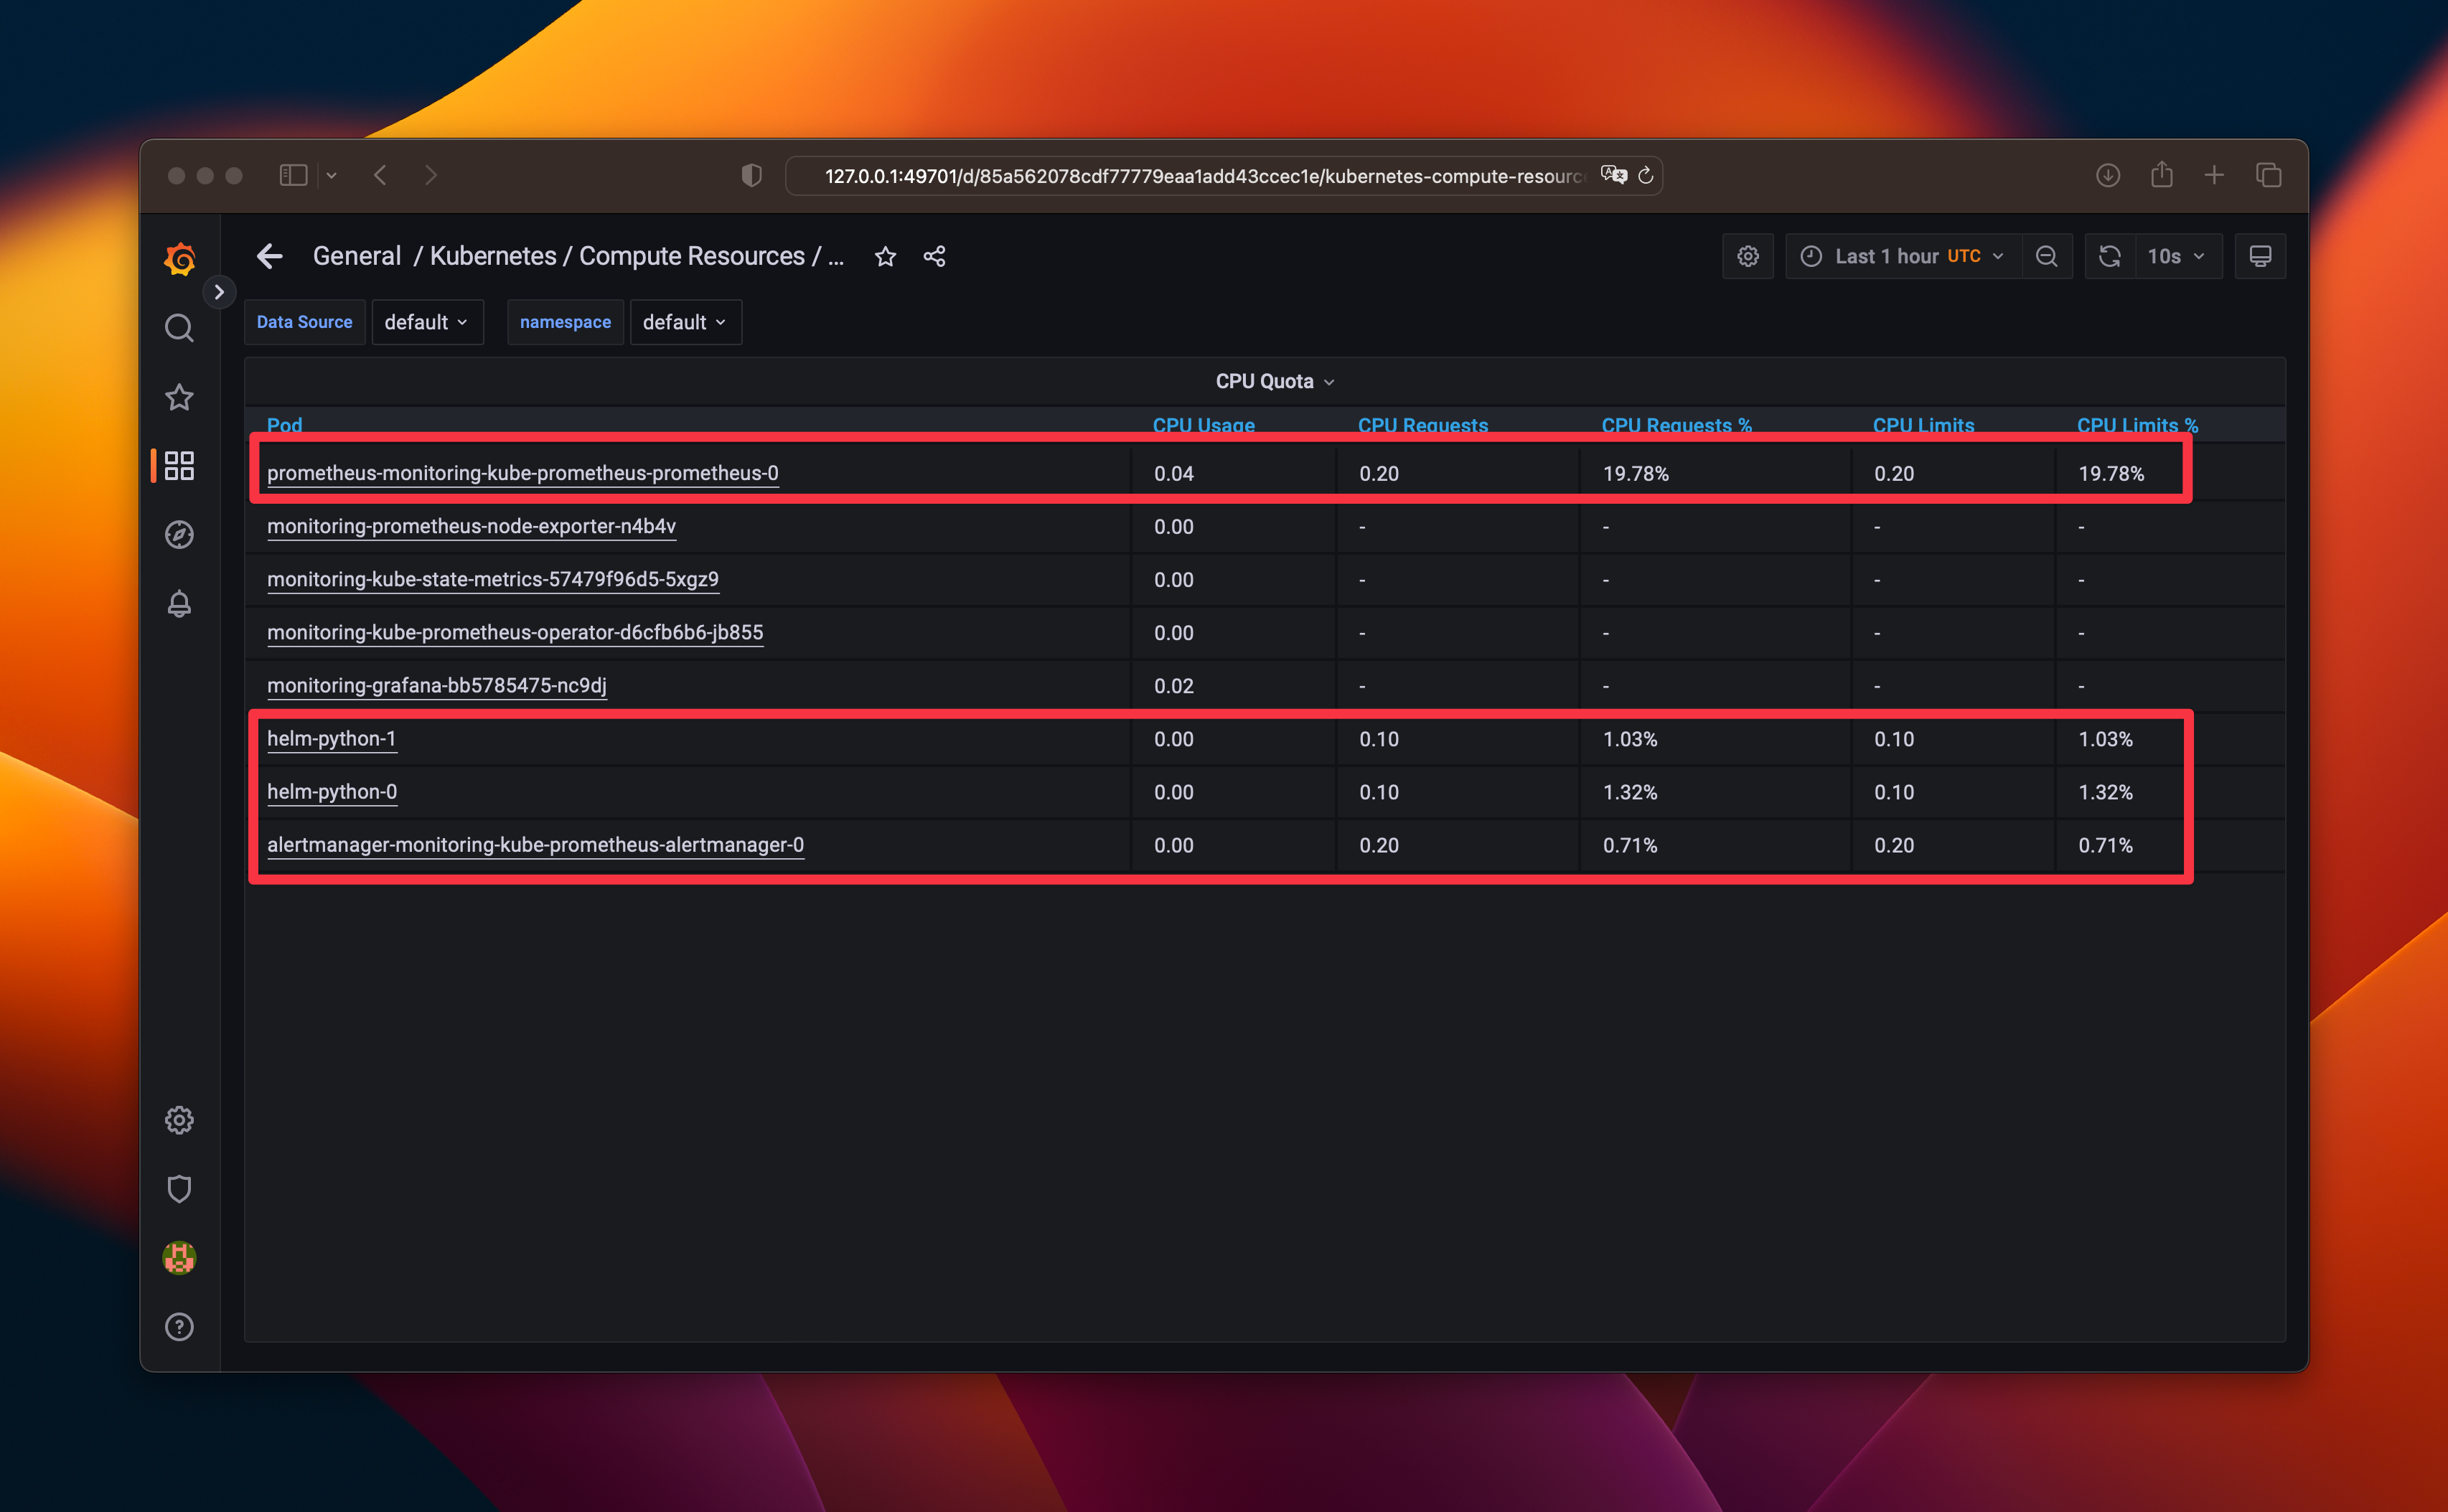 127.0.0.1:49701/d/85a562078cdf77779eaa1add43ccec1e/kubernetes-compute-resourc
General / Kubernetes / Compute Resources / ...
Last 1 hour UTC
10s
Data Source default namespace default
CPU Quota
Pod CPU Usage CPU Requests CPU Requests % CPU Limits CPU Limits %
prometheus-monitoring-kube-prometheus-prometheus-0 0.04 0.20 19.78% 0.20 19.78%
monitoring-prometheus-node-exporter-n4b4v 0.00 - - - -
monitoring-kube-state-metrics-57479f96d5-5xgz9 0.00 - - - -
monitoring-kube-prometheus-operator-d6cfb6b6-jb855 0.00 - - - -
monitoring-grafana-bb5785475-nc9dj 0.02 - - - -
helm-python-1 0.00 0.10 1.03% 0.10 1.03%
helm-python-0 0.00 0.10 1.32% 0.10 1.32%
alertmanager-monitoring-kube-prometheus-alertmanager-0 0.00 0.20 0.71% 0.20 0.71%